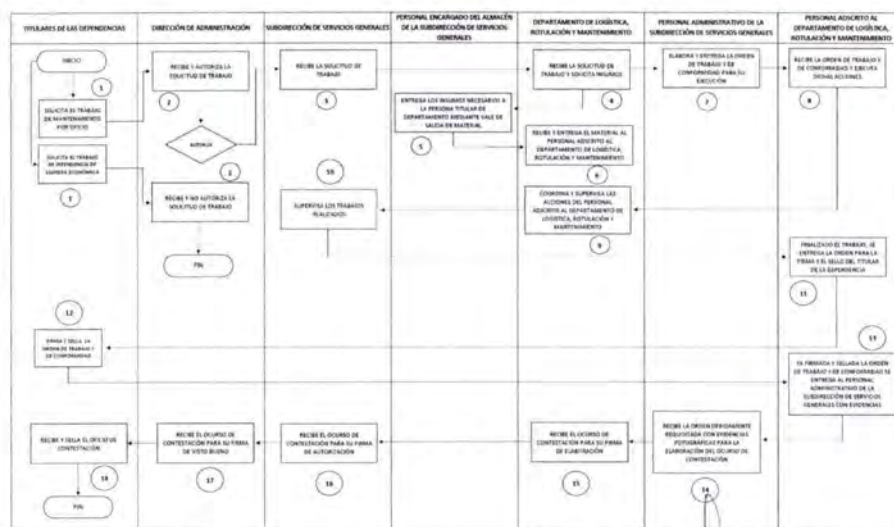 TITULARES DE LAS DEPENDENCIAS
DIRECCIÓN DE ADMINISTRACIÓN
SUBDIRECCIÓN DE SERVICIOS GENERALES
PERSONAL ENCARGADO DEL ALMACÉN
DE LA SUBDIRECCIÓN DE SERVICIOS
GENERALES
DEPARTAMENTO DE LOGÍSTICA,
ROTULACIÓN Y MANTENIMIENTO
PERSONAL ADMINISTRATIVO DE LA
SUBDIRECCIÓN DE SERVICIOS GENERALES
PERSONAL ADSCRITO AL
DEPARTAMENTO DE LOGÍSTICA,
ROTULACIÓN Y MANTENIMIENTO
INICIO
1
SOLICITA EL TRABAJO
DE MANTENIMIENTO
POR OFICIO
SOLICITA EL TRABAJO
DE DEPENDENCIA DE
MANERA ECONÓMICA
1
RECIBE Y AUTORIZA LA
SOLICITUD DE TRABAJO
2
AUTORIZA
2
RECIBE Y NO AUTORIZA LA
SOLICITUD DE TRABAJO
FIN
RECIBE LA SOLICITUD DE
TRABAJO
3
10
SUPERVISA LOS TRABAJOS
REALIZADOS
ENTREGA LOS INSUMOS NECESARIOS A
LA PERSONA TITULAR DE
DEPARTAMENTO MEDIANTE VALE DE
SALIDA DE MATERIAL
5
RECIBE LA SOLICITUD DE
TRABAJO Y SOLICITA INSUMOS
4
RECIBE Y ENTREGA EL MATERIAL AL
PERSONAL ADSCRITO AL
DEPARTAMENTO DE LOGÍSTICA,
ROTULACIÓN Y MANTENIMIENTO
6
COORDINA Y SUPERVISA LAS
ACCIONES DEL PERSONAL
ADSCRITO AL DEPARTAMENTO DE
LOGÍSTICA, ROTULACIÓN Y
MANTENIMIENTO
9
ELABORA Y ENTREGA LA ORDEN
DE TRABAJO Y DE
CONFORMIDAD PARA SU
EJECUCIÓN
7
RECIBE LA ORDEN DE TRABAJO Y
DE CONFORMIDAD Y EJECUTA
DICHAS ACCIONES
8
FINALIZADO EL TRABAJO, SE
ENTREGA LA ORDEN PARA LA
FIRMA Y EL SELLO DEL TITULAR
DE LA DEPENDENCIA
11
12
FIRMA Y SELLA LA
ORDEN DE TRABAJO Y
DE CONFORMIDAD
13
YA FIRMADA Y SELLADA LA ORDEN
DE TRABAJO Y DE CONFORMIDAD SE
ENTREGA AL PERSONAL
ADMINISTRATIVO DE LA
SUBDIRECCIÓN DE SERVICIOS
GENERALES CON EVIDENCIAS
RECIBE LA ORDEN DEBIDAMENTE
REQUISITADA CON EVIDENCIAS
FOTOGRÁFICAS PARA LA
ELABORACIÓN DEL OCURSO DE
CONTESTACIÓN
14
RECIBE EL OCURSO DE
CONTESTACIÓN PARA SU FIRMA
DE ELABORACIÓN
15
RECIBE EL OCURSO DE
CONTESTACIÓN PARA SU FIRMA
DE AUTORIZACIÓN
16
RECIBE EL OCURSO DE
CONTESTACIÓN PARA SU FIRMA
DE VISTO BUENO
17
RECIBE Y SELLA EL OFICIO DE
CONTESTACIÓN
18
FIN